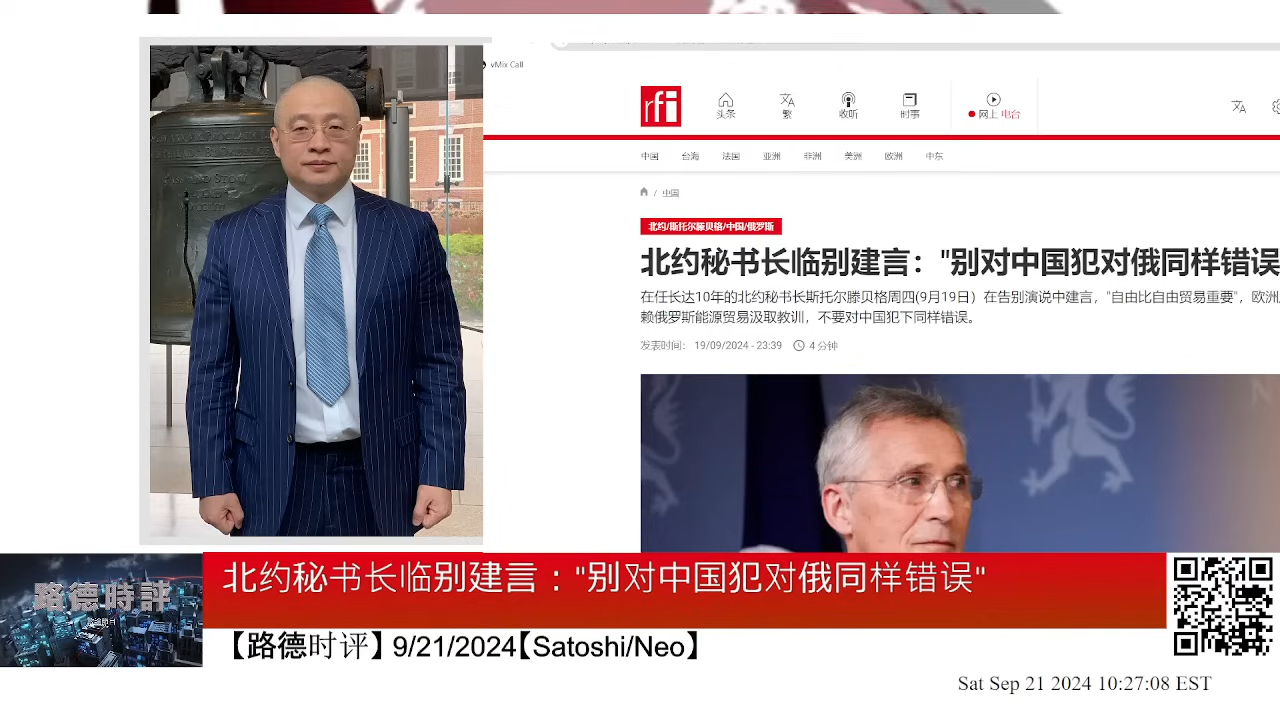 vMix Call
rfi
头条
繁
收听
时事
网上 电台
中国
台海
法国
亚洲
非洲
美洲
欧洲
中东
/ 中国
北约/斯托尔滕贝格/中国/俄罗斯
北约秘书长临别建言："别对中国犯对俄同样错误
在任长达10年的北约秘书长斯托尔滕贝格周四(9月19日）在告别演说中建言，"自由比自由贸易重要"，欧洲
赖俄罗斯能源贸易汲取教训，不要对中国犯下同样错误。
发表时间： 19/09/2024 - 23:39 4 分钟
北约秘书长临别建言："别对中国犯对俄同样错误"
路德時評
【路德时评】9/21/2024【Satoshi/Neo】
Sat Sep 21 2024 10:27:08 EST